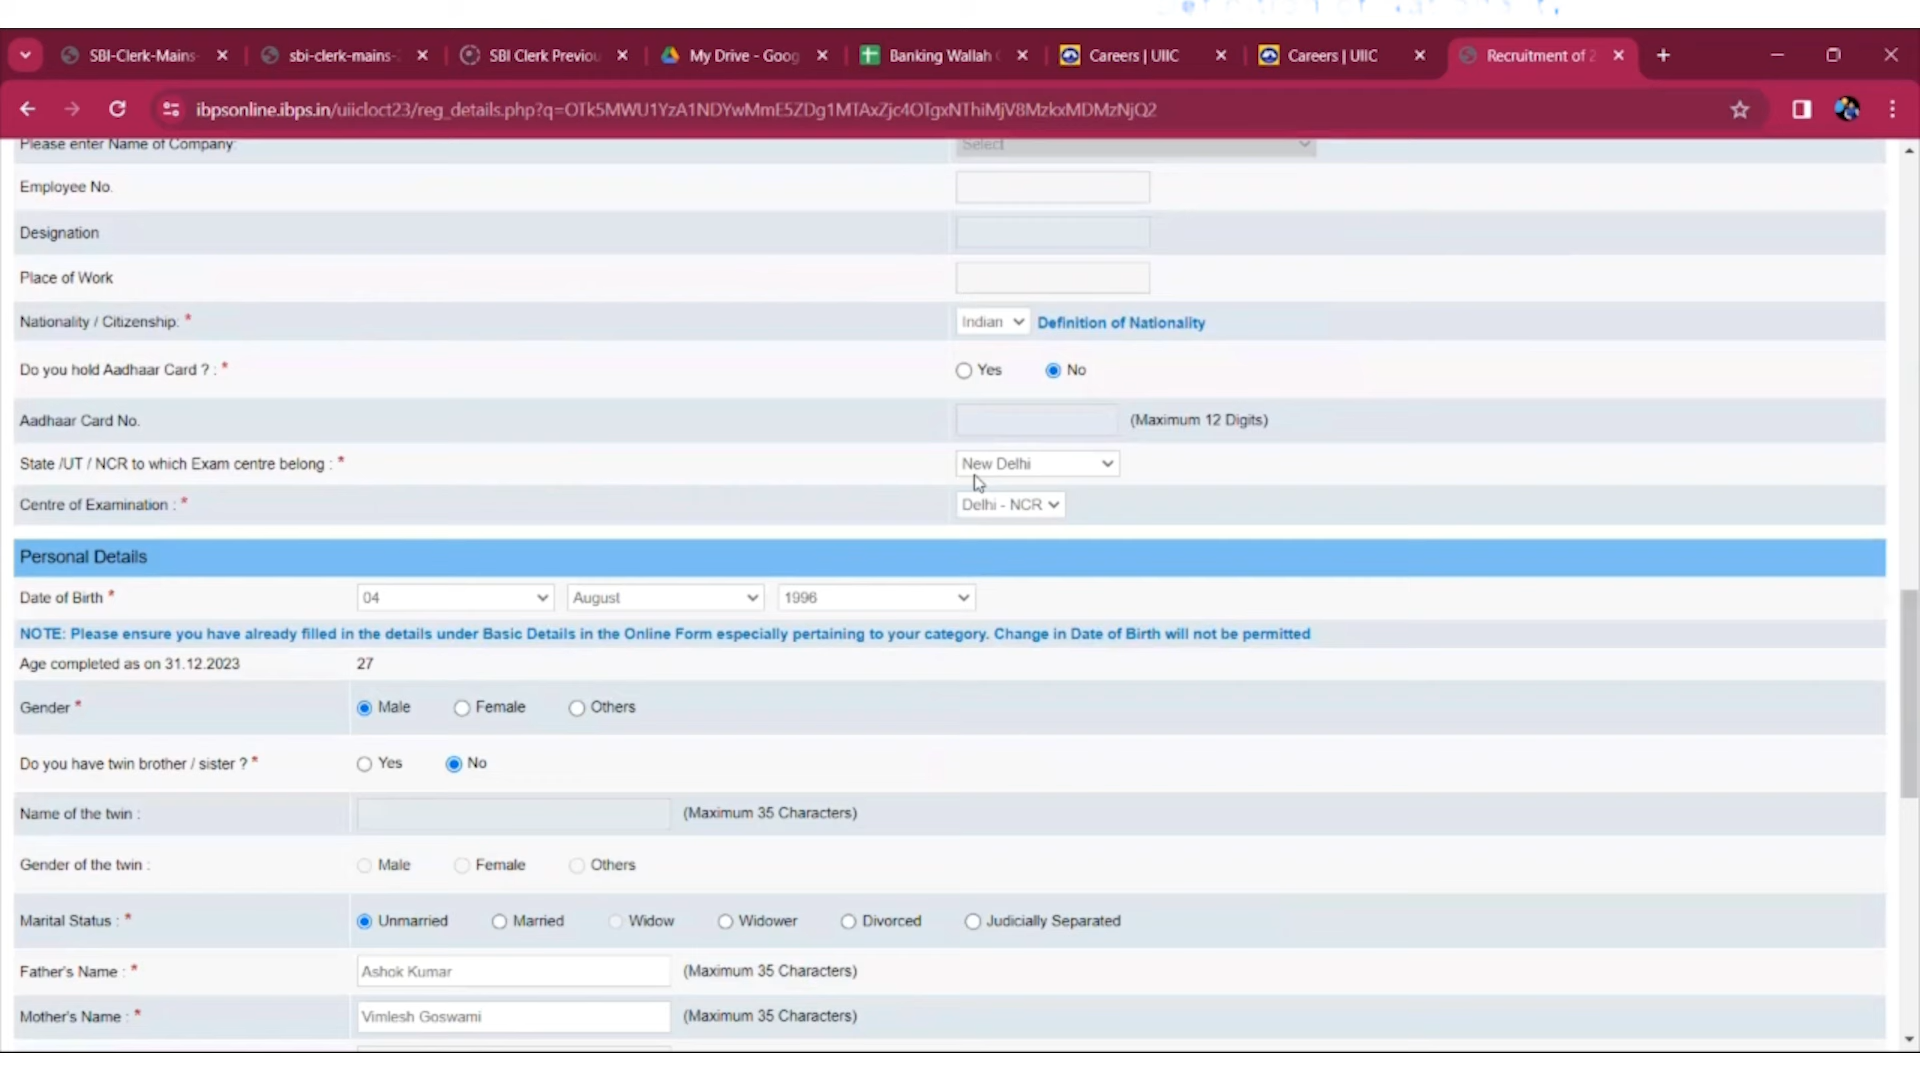 SBI-Clerk-Mains-
sbi-clerk-mains-
SBI Clerk Previou
My Drive - Goog
Banking Wallah
Careers | UIIC
Careers | UIIC
Recruitment of 2
ibpsonline.ibps.in/uiicloct23/reg_details.php?q=OTk5MWU1YzA1NDYwMmE5ZDg1MTAxZjc4OTgxNThiMjV8MzkxMDMzNjQ2
Please enter Name of Company:
Select
Employee No.
Designation
Place of Work
Nationality / Citizenship: * Indian Definition of Nationality
Do you hold Aadhaar Card ? : * Yes No
Aadhaar Card No. (Maximum 12 Digits)
State /UT / NCR to which Exam centre belong : * New Delhi
Centre of Examination : * Delhi - NCR
Personal Details
Date of Birth * 04 August 1996
NOTE: Please ensure you have already filled in the details under Basic Details in the Online Form especially pertaining to your category. Change in Date of Birth will not be permitted
Age completed as on 31.12.2023 27
Gender * Male Female Others
Do you have twin brother / sister ? * Yes No
Name of the twin : (Maximum 35 Characters)
Gender of the twin : Male Female Others
Marital Status : * Unmarried Married Widow Widower Divorced Judicially Separated
Father's Name : * Ashok Kumar (Maximum 35 Characters)
Mother's Name : * Vimlesh Goswami (Maximum 35 Characters)